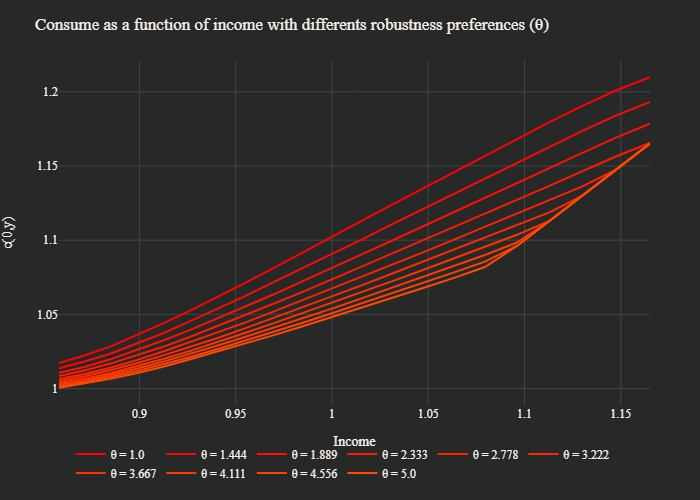 Consume as a function of income with differents robustness preferences (θ)
1.2
1.15
1.1
1.05
1
c(0,y)
0.9 0.95 1 1.05 1.1 1.15
Income
θ = 1.0 θ = 1.444 θ = 1.889 θ = 2.333 θ = 2.778 θ = 3.222
θ = 3.667 θ = 4.111 θ = 4.556 θ = 5.0